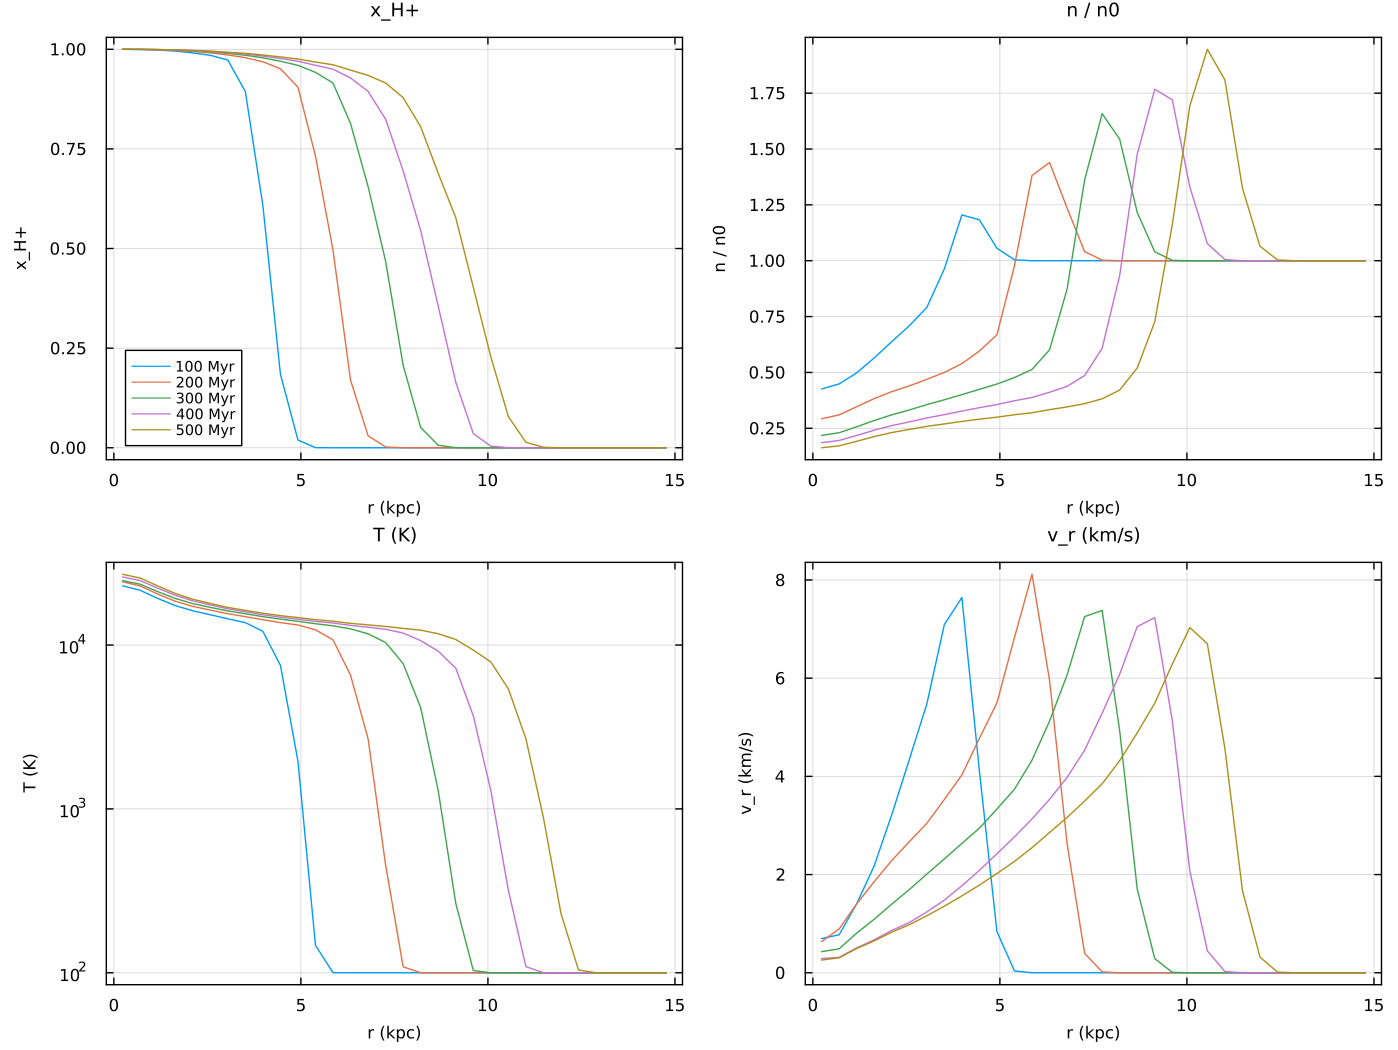 x_H+
x_H+
1.00
0.75
0.50
0.25
0.00
100 Myr
200 Myr
300 Myr
400 Myr
500 Myr
0
5
10
15
r (kpc)
n / n0
n / n0
1.75
1.50
1.25
1.00
0.75
0.50
0.25
0
5
10
15
r (kpc)
T (K)
T (K)
10^4
10^3
10^2
0
5
10
15
r (kpc)
v_r (km/s)
v_r (km/s)
8
6
4
2
0
0
5
10
15
r (kpc)